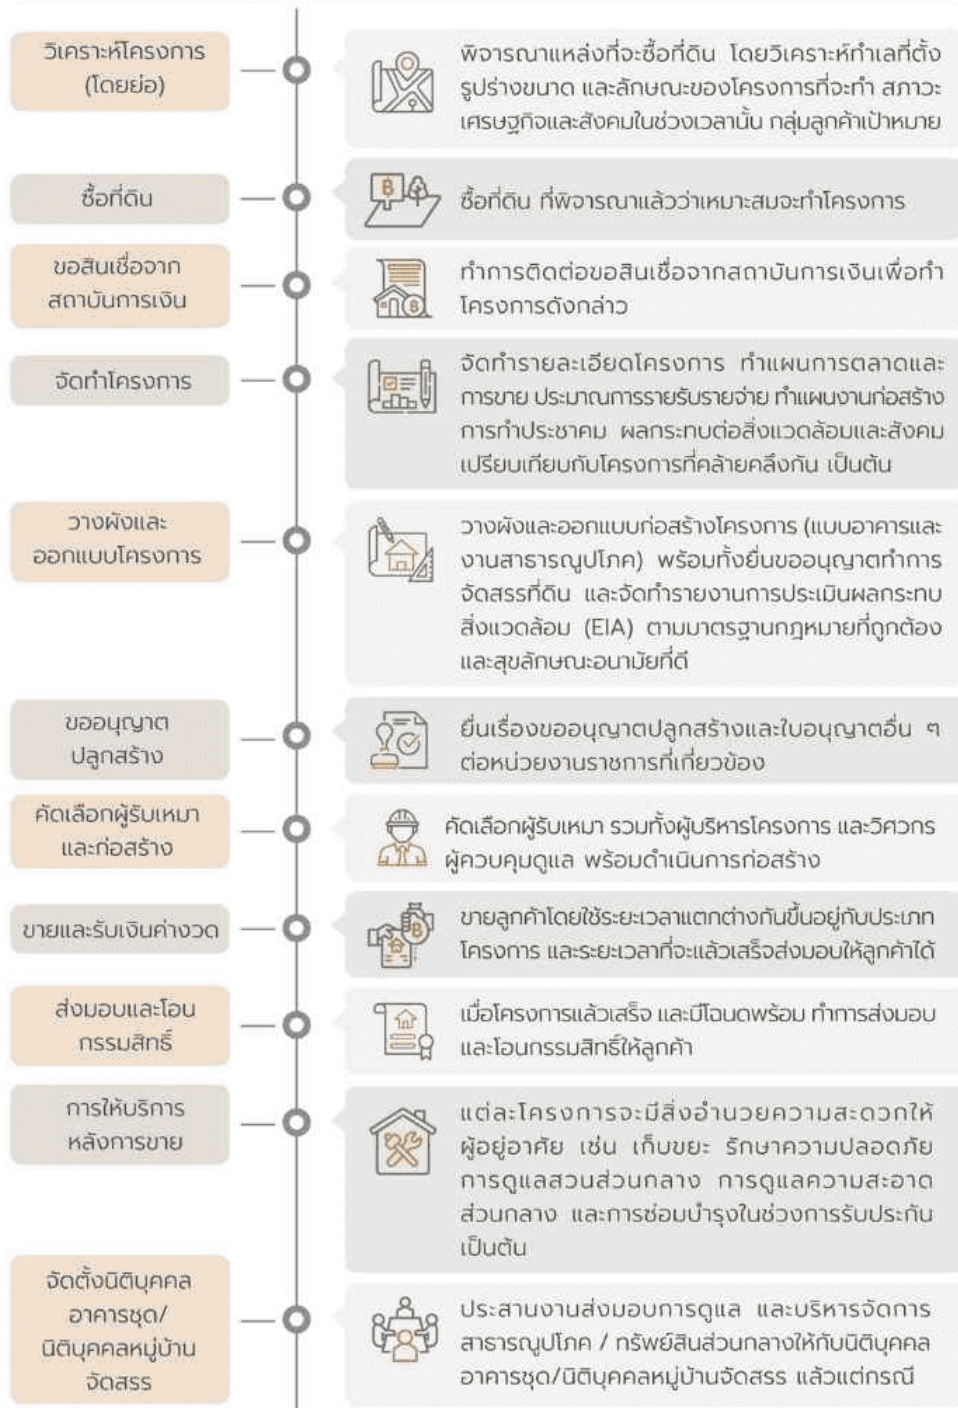 วิเคราะห์โครงการ
(โดยย่อ)
พิจารณาแหล่งที่จะซื้อที่ดิน โดยวิเคราะห์ทำเลที่ตั้ง
รูปร่างขนาด และลักษณะของโครงการที่จะทำ สภาวะ
เศรษฐกิจและสังคมในช่วงเวลานั้น กลุ่มลูกค้าเป้าหมาย
ซื้อที่ดิน
ซื้อที่ดิน ที่พิจารณาแล้วว่าเหมาะสมจะทำโครงการ
ขอสินเชื่อจาก
สถาบันการเงิน
ทำการติดต่อขอสินเชื่อจากสถาบันการเงินเพื่อทำ
โครงการดังกล่าว
จัดทำโครงการ
จัดทำรายละเอียดโครงการ ทำแผนการตลาดและ
การขาย ประมาณการรายรับรายจ่าย ทำแผนงานก่อสร้าง
การทำประชาคม ผลกระทบต่อสิ่งแวดล้อมและสังคม
เปรียบเทียบกับโครงการที่คล้ายคลึงกัน เป็นต้น
วางผังและ
ออกแบบโครงการ
วางผังและออกแบบก่อสร้างโครงการ (แบบอาคารและ
งานสาธารณูปโภค) พร้อมทั้งยื่นขออนุญาตทำการ
จัดสรรที่ดิน และจัดทำรายงานการประเมินผลกระทบ
สิ่งแวดล้อม (EIA) ตามมาตรฐานกฎหมายที่ถูกต้อง
และสุขลักษณะอนามัยที่ดี
ขออนุญาต
ปลูกสร้าง
ยื่นเรื่องขออนุญาตปลูกสร้างและใบอนุญาตอื่น ๆ
ต่อหน่วยงานราชการที่เกี่ยวข้อง
คัดเลือกผู้รับเหมา
และก่อสร้าง
คัดเลือกผู้รับเหมา รวมทั้งผู้บริหารโครงการ และวิศวกร
ผู้ควบคุมดูแล พร้อมดำเนินการก่อสร้าง
ขายและรับเงินค่างวด
ขายลูกค้าโดยใช้ระยะเวลาแตกต่างกันขึ้นอยู่กับประเภท
โครงการ และระยะเวลาที่จะแล้วเสร็จส่งมอบให้ลูกค้าได้
ส่งมอบและโอน
กรรมสิทธิ์
เมื่อโครงการแล้วเสร็จ และมีโฉนดพร้อม ทำการส่งมอบ
และโอนกรรมสิทธิ์ให้ลูกค้า
การให้บริการ
หลังการขาย
แต่ละโครงการจะมีสิ่งอำนวยความสะดวกให้
ผู้อยู่อาศัย เช่น เก็บขยะ รักษาความปลอดภัย
การดูแลสวนส่วนกลาง การดูแลความสะอาด
ส่วนกลาง และการซ่อมบำรุงในช่วงการรับประกัน
เป็นต้น
จัดตั้งนิติบุคคล
อาคารชุด/
นิติบุคคลหมู่บ้าน
จัดสรร
ประสานงานส่งมอบการดูแล และบริหารจัดการ
สาธารณูปโภค / ทรัพย์สินส่วนกลางให้กับนิติบุคคล
อาคารชุด/นิติบุคคลหมู่บ้านจัดสรร แล้วแต่กรณี